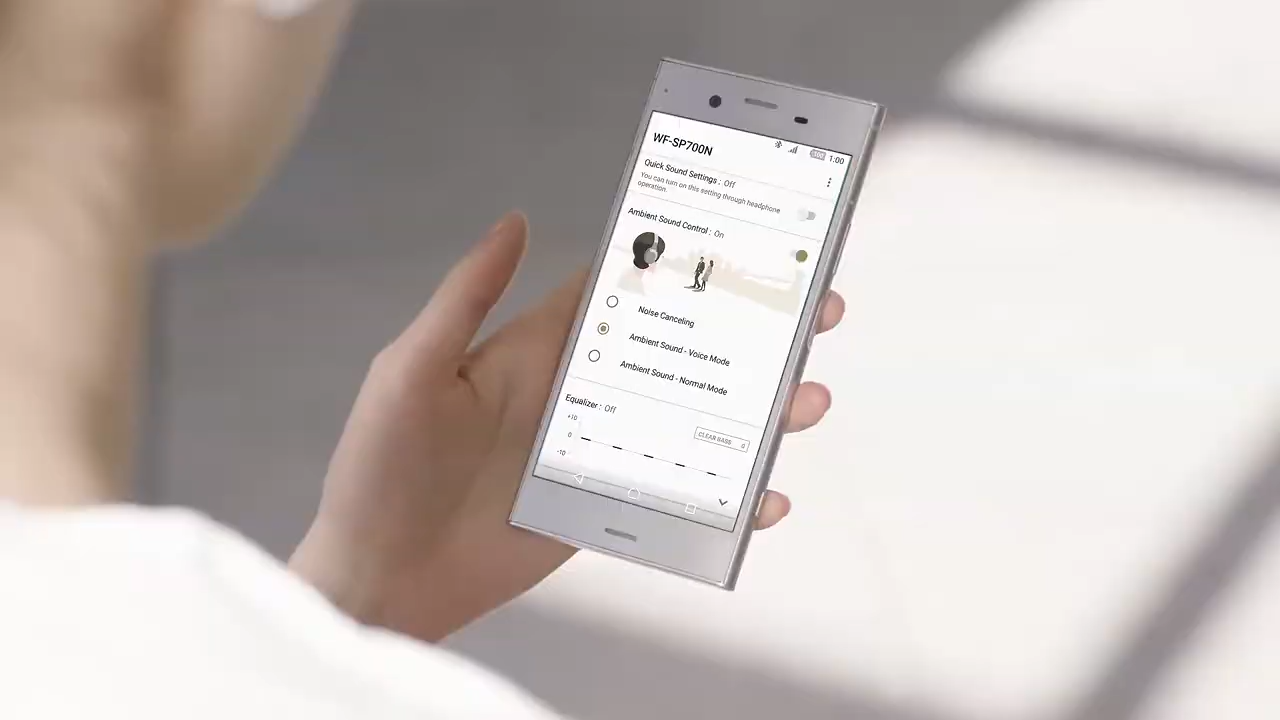 WF-SP700N
100 1:00
Quick Sound Settings : Off
You can turn on this setting through headphone
operation.
Ambient Sound Control : On
Noise Canceling
Ambient Sound - Voice Mode
Ambient Sound - Normal Mode
Equalizer : Off
+10
CLEAR BASS 0
0
-10